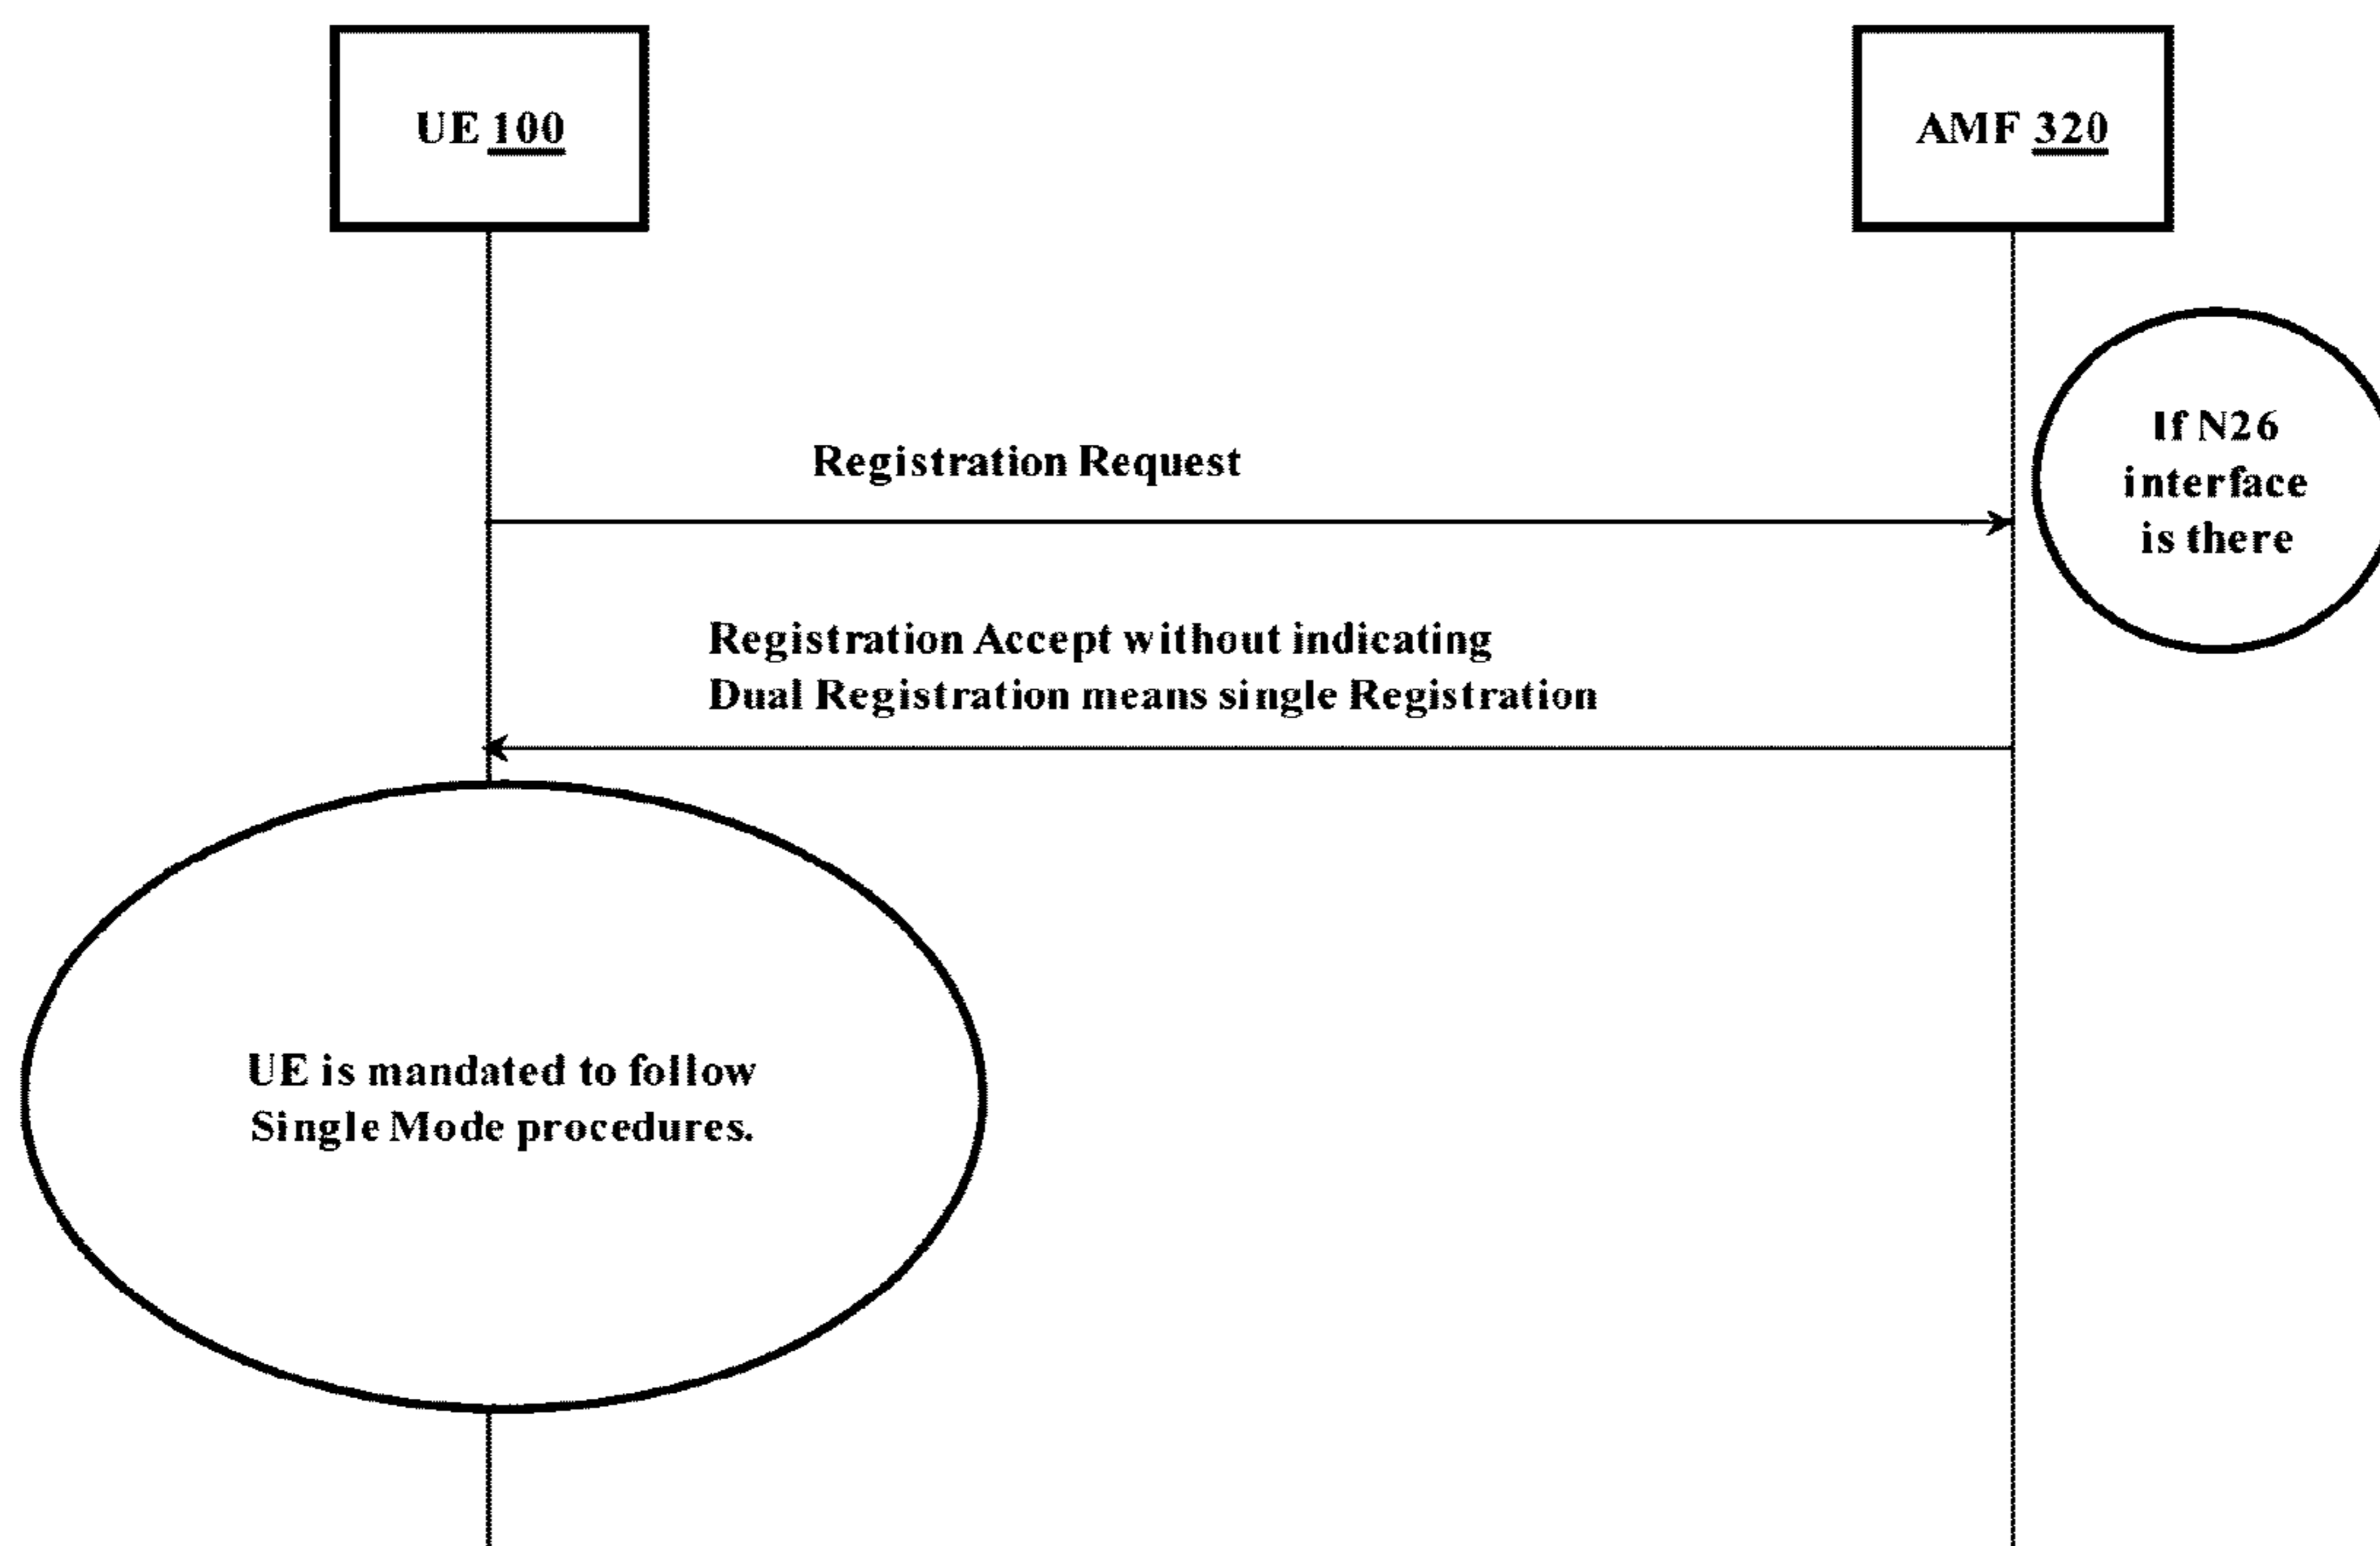 UE 100
AMF 320
If N26
interface
is there
Registration Request
Registration Accept without indicating
Dual Registration means single Registration
UE is mandated to follow
Single Mode procedures.